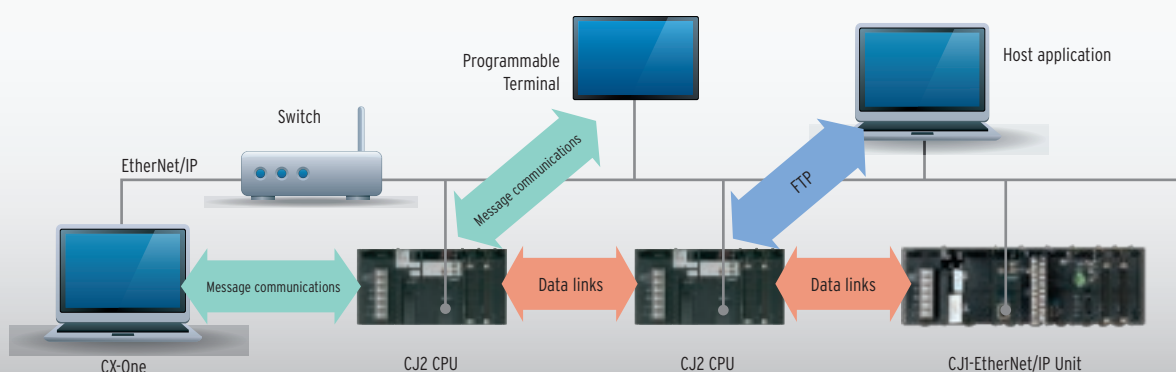 Programmable
Terminal
Host application
Switch
EtherNet/IP
Message communications
FTP
Message communications
Data links
Data links
CX-One
CJ2 CPU
CJ2 CPU
CJ1-EtherNet/IP Unit